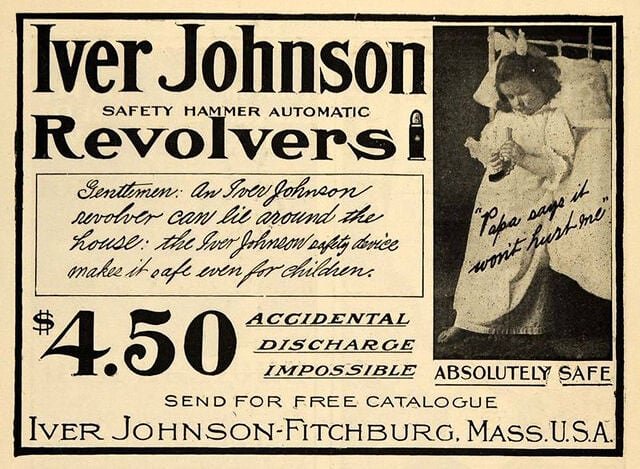 Iver Johnson
SAFETY HAMMER AUTOMATIC
Revolvers
Gentlemen: An Iver Johnson
revolver can lie around the
house: the Iver Johnson safety device
makes it safe even for children.
$4.50
ACCIDENTAL
DISCHARGE
IMPOSSIBLE
"Papa says it
won't hurt me"
ABSOLUTELY SAFE
SEND FOR FREE CATALOGUE
IVER JOHNSON-FITCHBURG, MASS. U.S.A.